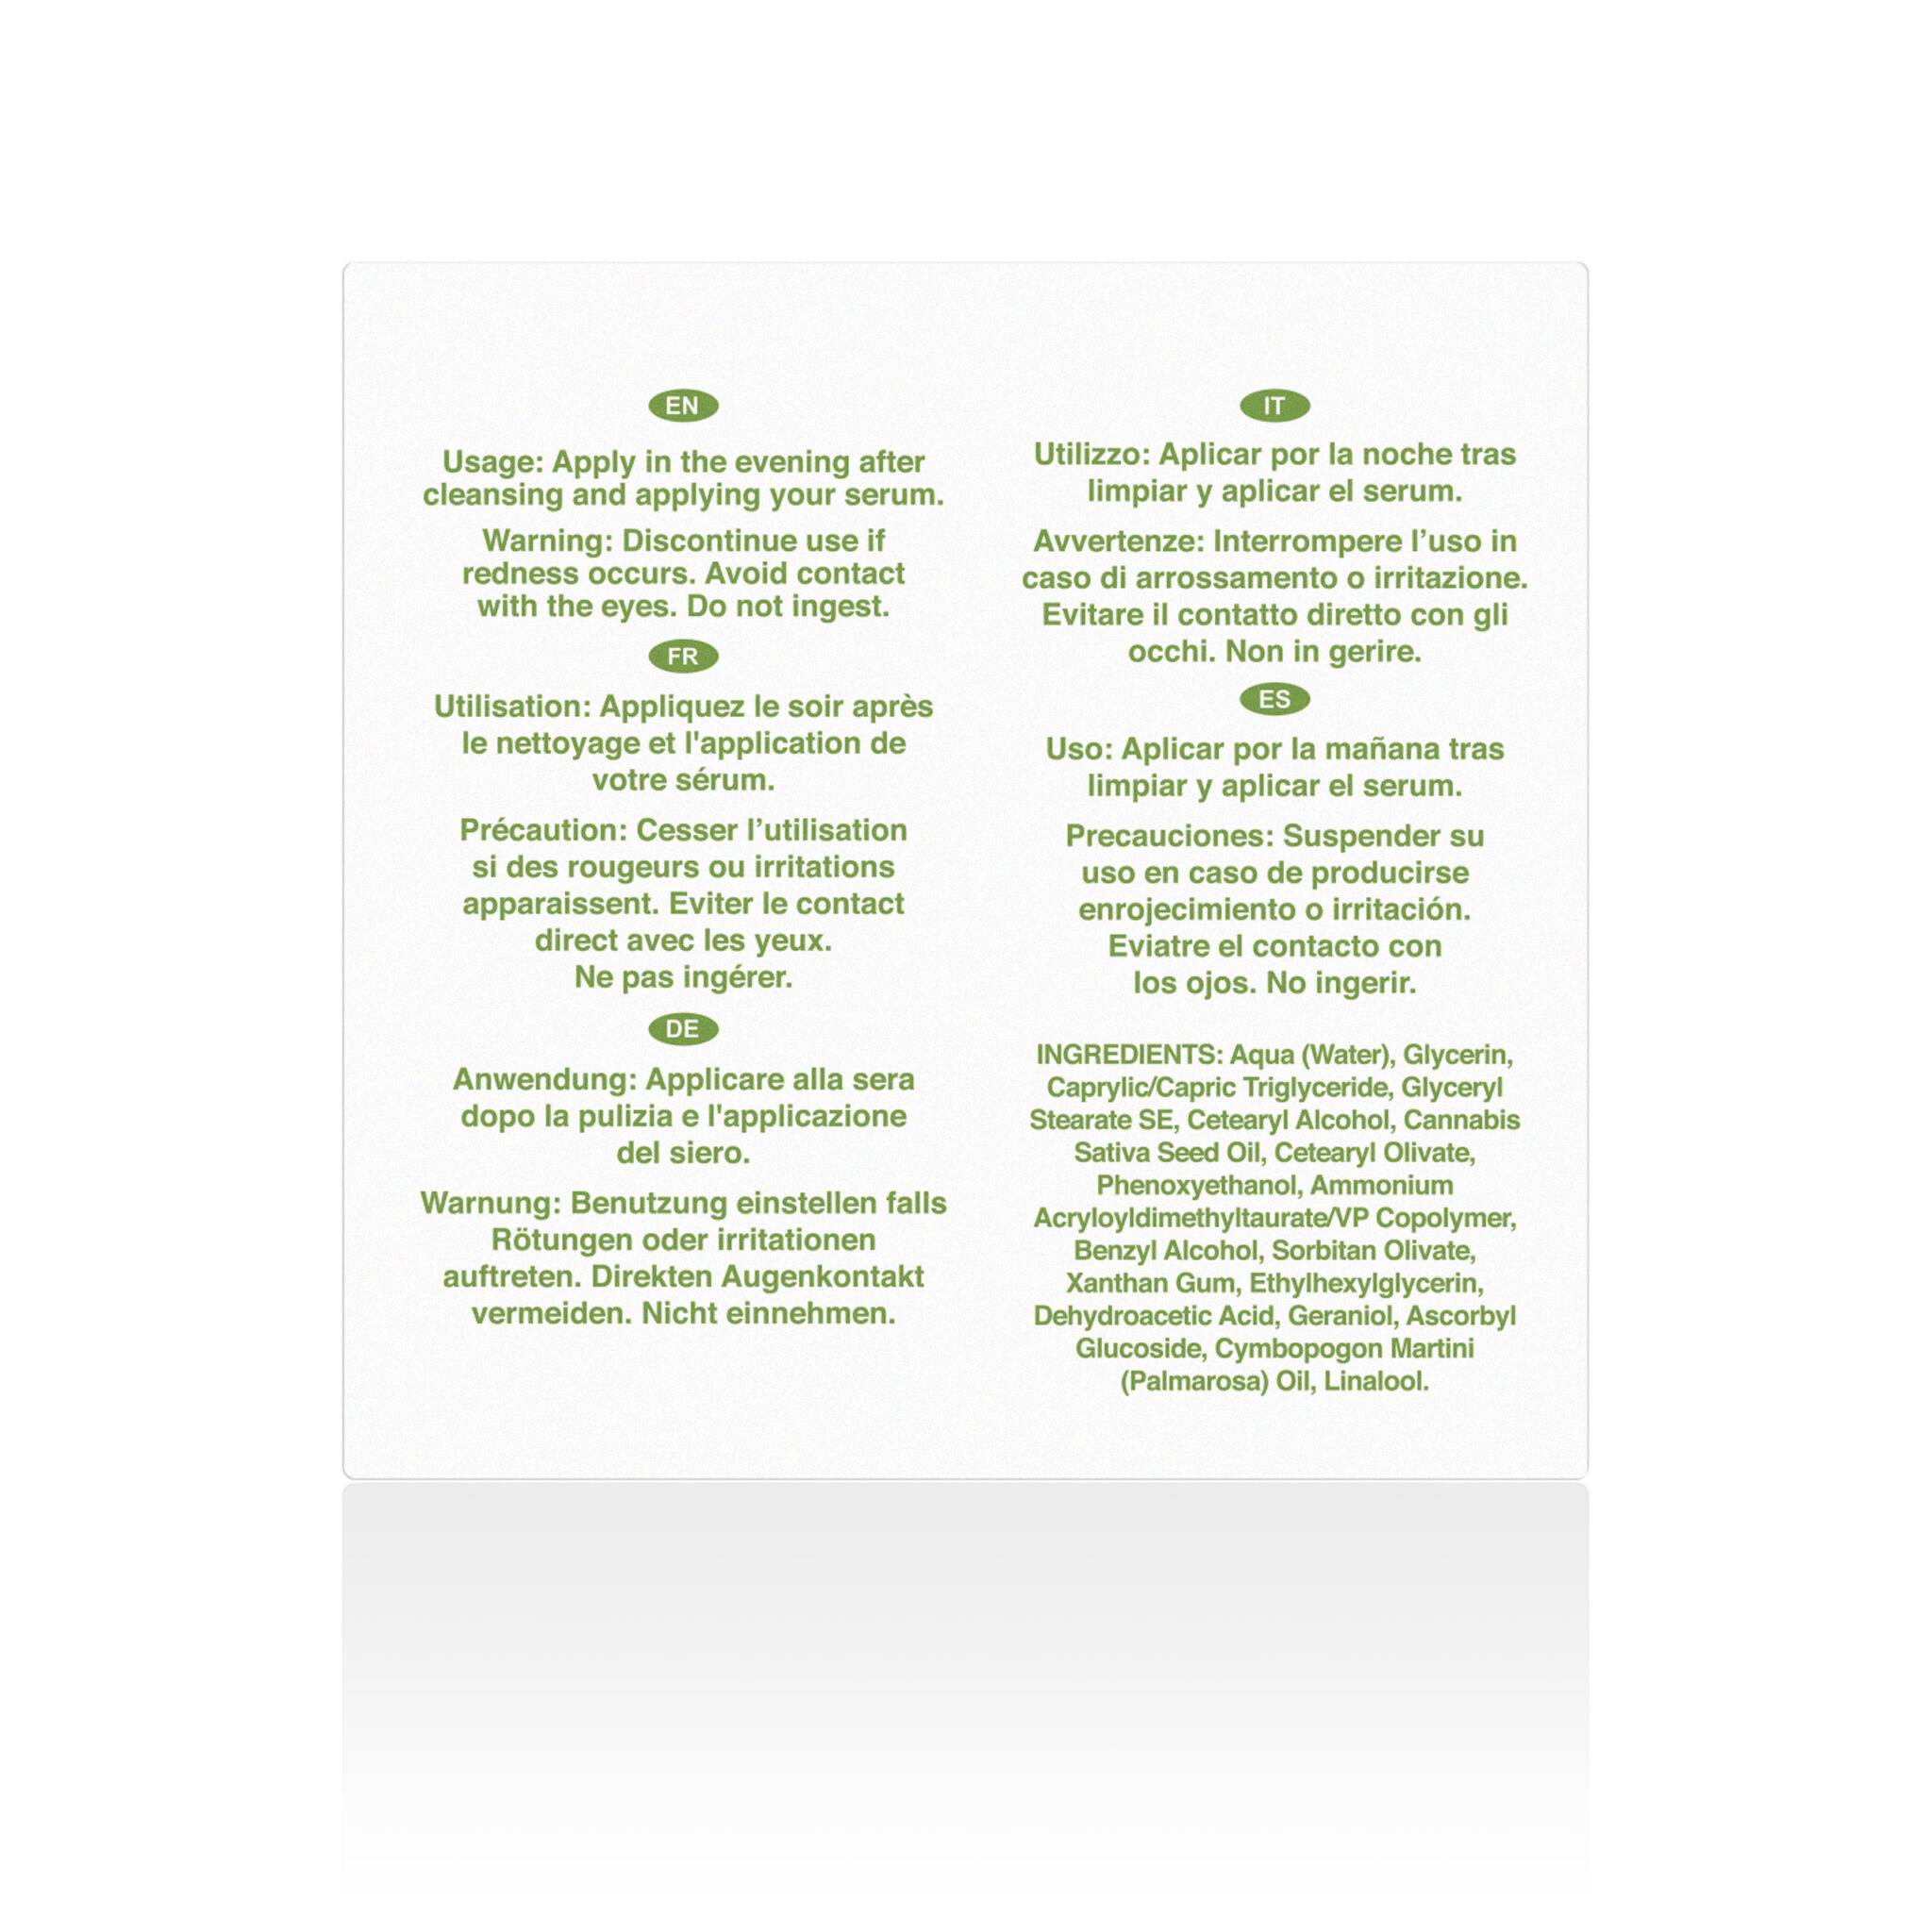 EN
Usage: Apply in the evening after
cleansing and applying your serum.
Warning: Discontinue use if
redness occurs. Avoid contact
with the eyes. Do not ingest.
FR
Utilisation: Appliquez le soir après
le nettoyage et l'application de
votre sérum.
Précaution: Cesser l’utilisation
si des rougeurs ou irritations
apparaissent. Eviter le contact
direct avec les yeux.
Ne pas ingérer.
DE
Anwendung: Applicare alla sera
dopo la pulizia e l'applicazione
del siero.
Warnung: Benutzung einstellen falls
Rötungen oder irritationen
auftreten. Direkten Augenkontakt
vermeiden. Nicht einnehmen.
IT
Utilizzo: Aplicar por la noche tras
limpiar y aplicar el serum.
Avvertenze: Interrompere l’uso in
caso di arrossamento o irritazione.
Evitare il contatto diretto con gli
occhi. Non in gerire.
ES
Uso: Aplicar por la mañana tras
limpiar y aplicar el serum.
Precauciones: Suspender su
uso en caso de producirse
enrojecimiento o irritación.
Eviatre el contacto con
los ojos. No ingerir.
INGREDIENTS: Aqua (Water), Glycerin,
Caprylic/Capric Triglyceride, Glyceryl
Stearate SE, Cetearyl Alcohol, Cannabis
Sativa Seed Oil, Cetearyl Olivate,
Phenoxyethanol, Ammonium
Acryloyldimethyltaurate/VP Copolymer,
Benzyl Alcohol, Sorbitan Olivate,
Xanthan Gum, Ethylhexylglycerin,
Dehydroacetic Acid, Geraniol, Ascorbyl
Glucoside, Cymbopogon Martini
(Palmarosa) Oil, Linalool.